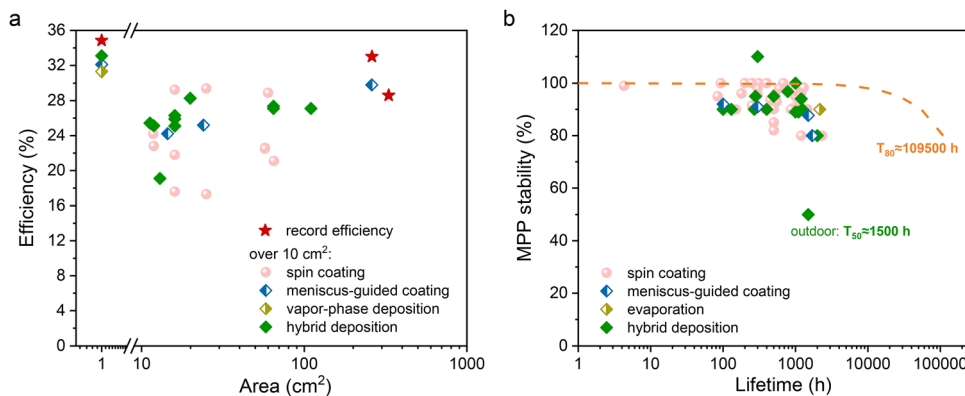 a
36
32
28
24
20
16
12
8
4
0
Efficiency (%)
record efficiency
over 10 cm²:
spin coating
meniscus-guided coating
vapor-phase deposition
hybrid deposition
1 10 100 1000
Area (cm²)
b
120
100
80
60
40
20
0
MPP stability (%)
T₈₀≈109500 h
outdoor: T₅₀≈1500 h
spin coating
meniscus-guided coating
evaporation
hybrid deposition
1 10 100 1000 10000 100000
Lifetime (h)